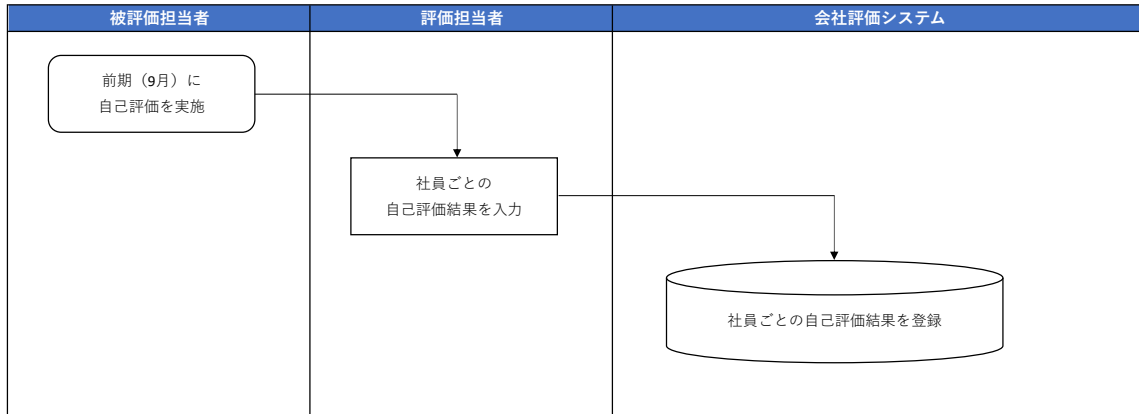 被評価担当者
評価担当者
会社評価システム
前期（9月）に
自己評価を実施
社員ごとの
自己評価結果を入力
社員ごとの自己評価結果を登録